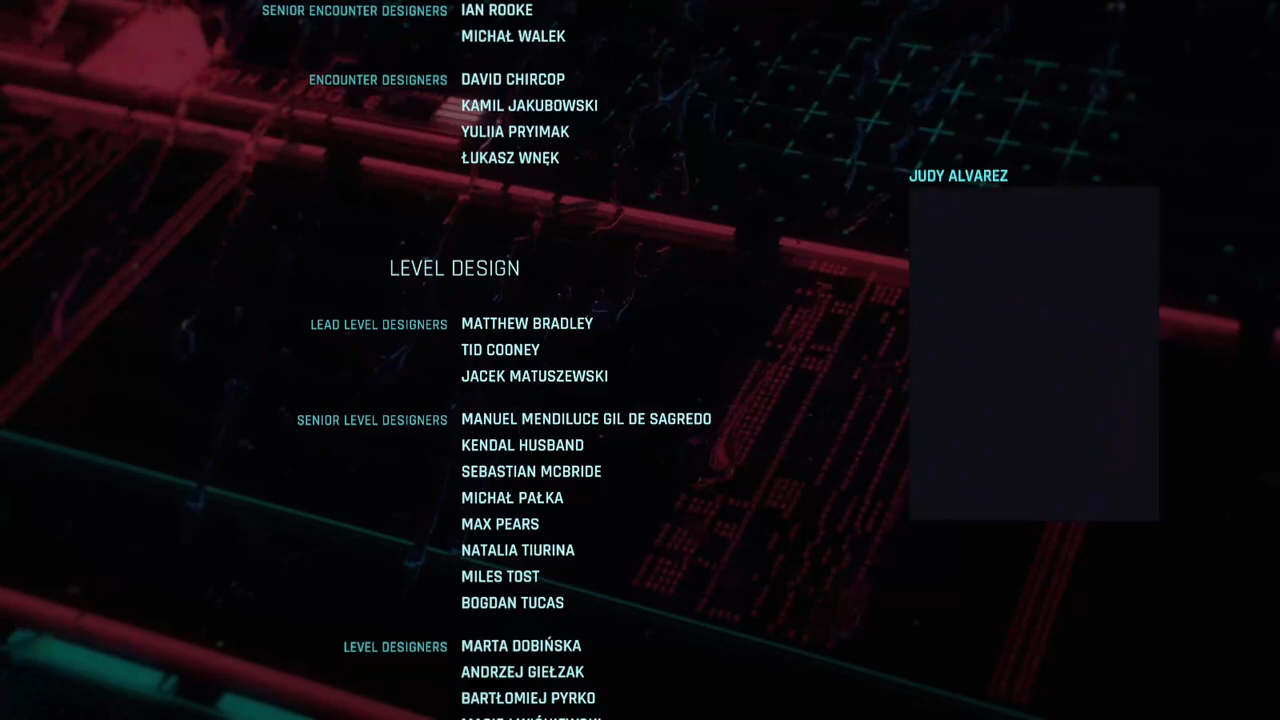 SENIOR ENCOUNTER DESIGNERS IAN ROOKE
MICHAŁ WALEK
ENCOUNTER DESIGNERS DAVID CHIRCOP
KAMIL JAKUBOWSKI
YULIIA PRYIMAK
ŁUKASZ WNĘK
JUDY ALVAREZ
LEVEL DESIGN
LEAD LEVEL DESIGNERS MATTHEW BRADLEY
TID COONEY
JACEK MATUSZEWSKI
SENIOR LEVEL DESIGNERS MANUEL MENDILUCE GIL DE SAGREDO
KENDAL HUSBAND
SEBASTIAN MCBRIDE
MICHAŁ PAŁKA
MAX PEARS
NATALIA TIURINA
MILES TOST
BOGDAN TUCAS
LEVEL DESIGNERS MARTA DOBIŃSKA
ANDRZEJ GIEŁZAK
BARTŁOMIEJ PYRKO